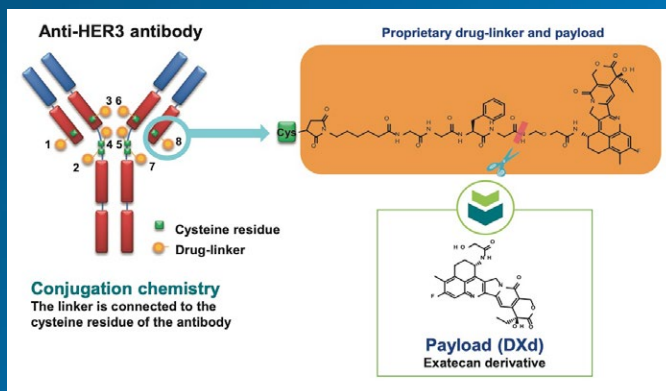 Anti-HER3 antibody
Proprietary drug-linker and payload
3 6
1
4 5
8
2
7
Cys
Cysteine residue
Drug-linker
Conjugation chemistry
The linker is connected to the
cysteine residue of the antibody
Payload (DXd)
Exatecan derivative